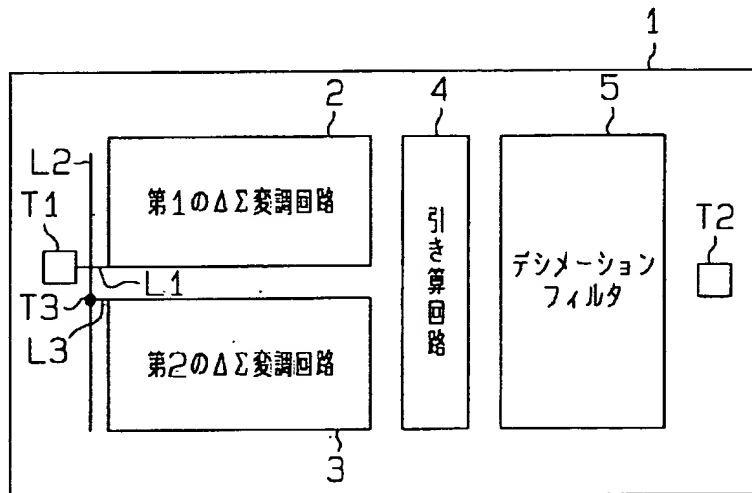 1
2
4
5
L2
第1のΔΣ変調回路
T1
引き算回路
デシメーション
フィルタ
T2
L1
T3
L3
第2のΔΣ変調回路
3